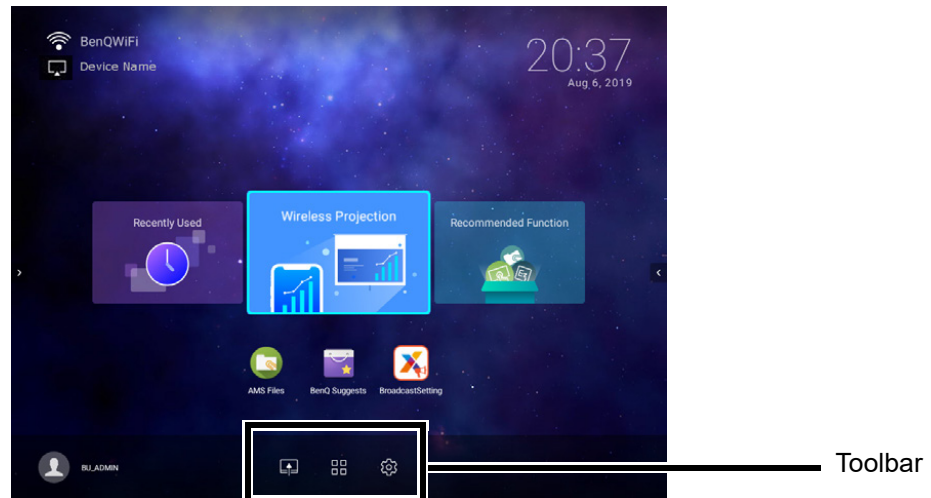 BenQWiFi
Device Name
20:37
Aug 6, 2019
Recently Used
Wireless Projection
Recommended Function
AMS Files
BenQ Suggests
BroadcastSetting
BU_ADMIN
Toolbar